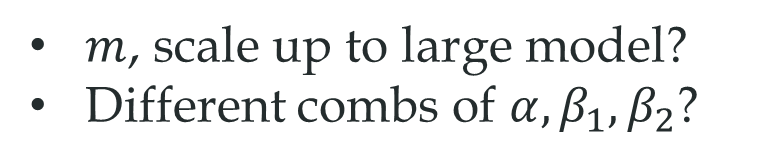 • m, scale up to large model?
• Different combs of α, β₁, β₂?